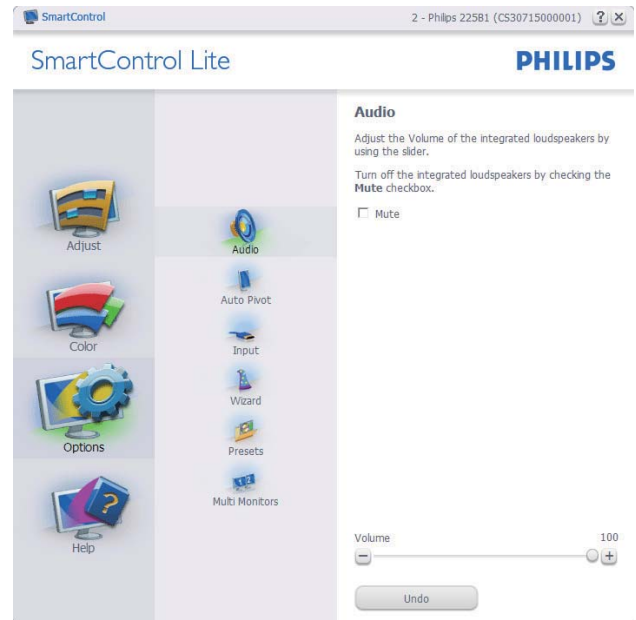 SmartControl
2 - Philips 225B1 (CS30715000001)
?
SmartControl Lite
PHILIPS
Adjust
Color
Options
Help
Audio
Auto Pivot
Input
Wizard
Presets
1 2
Multi Monitors
Audio
Adjust the Volume of the integrated loudspeakers by
using the slider.
Turn off the integrated loudspeakers by checking the
Mute checkbox.
Mute
Volume 100
Undo